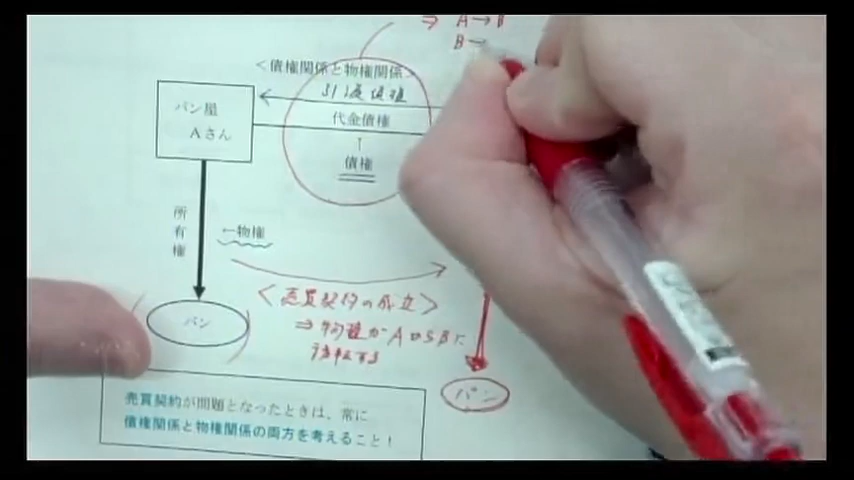 ⇒ A→B
B→
<債権関係と物権関係>
引渡債権
パン屋
Aさん
代金債権
↑
債権
所有権
←物権
<売買契約の成立>
⇒物権がAからBに
移転する
パン
パン
売買契約が問題となったときは、常に
債権関係と物権関係の両方を考えること!